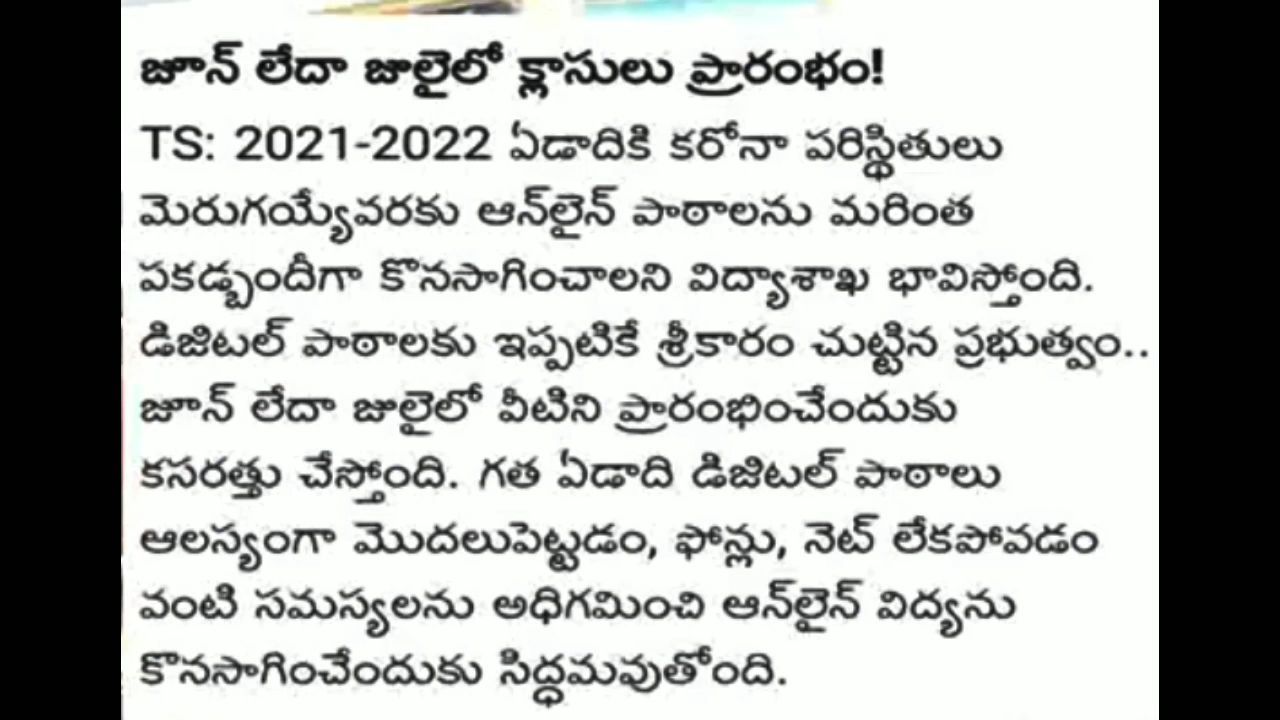 జూన్ లేదా జులైలో క్లాసులు ప్రారంభం!
TS: 2021-2022 ఏడాదికి కరోనా పరిస్థితులు
మెరుగయ్యేవరకు ఆన్‌లైన్ పాఠాలను మరింత
పకడ్బందీగా కొనసాగించాలని విద్యాశాఖ భావిస్తోంది.
డిజిటల్ పాఠాలకు ఇప్పటికే శ్రీకారం చుట్టిన ప్రభుత్వం..
జూన్ లేదా జులైలో వీటిని ప్రారంభించేందుకు
కసరత్తు చేస్తోంది. గత ఏడాది డిజిటల్ పాఠాలు
ఆలస్యంగా మొదలుపెట్టడం, ఫోన్లు, నెట్ లేకపోవడం
వంటి సమస్యలను అధిగమించి ఆన్‌లైన్ విద్యను
కొనసాగించేందుకు సిద్ధమవుతోంది.